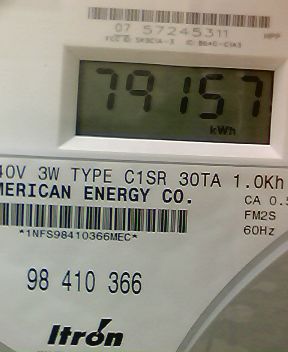 07 57245311
79157
kWh
40V 3W TYPE C1SR 30TA 1.0Kh
MERICAN ENERGY CO.
CA 0.5
FM2S
60Hz
*1NFS98410366MEC*
98 410 366
Itrón